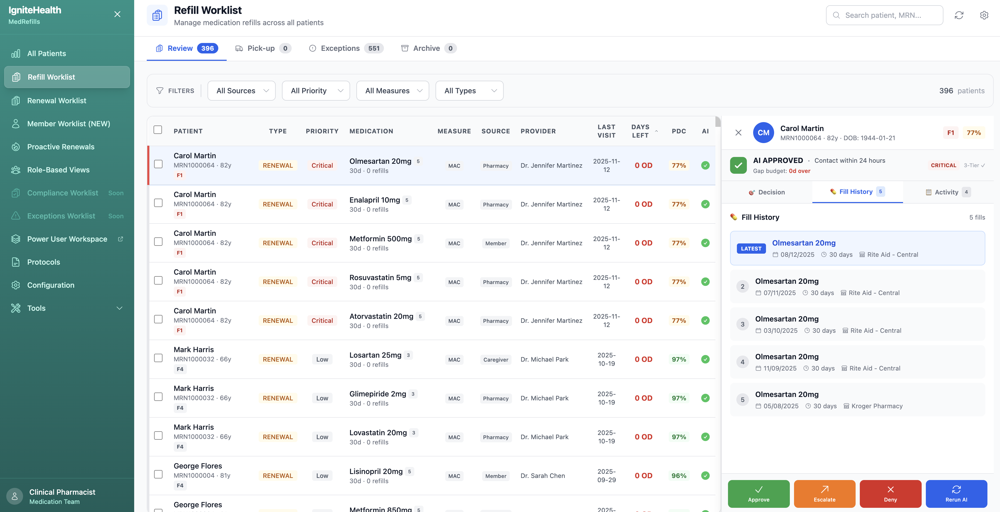 IgniteHealth
MedRefills
All Patients
Refill Worklist
Renewal Worklist
Member Worklist (NEW)
Proactive Renewals
Role-Based Views
Compliance Worklist Soon
Exceptions Worklist Soon
Power User Workspace
Protocols
Configuration
Tools
Clinical Pharmacist
Medication Team
Refill Worklist
Manage medication refills across all patients
Search patient, MRN...
Review 396 Pick-up 0 Exceptions 551 Archive 0
FILTERS All Sources All Priority All Measures All Types 396 patients
PATIENT TYPE PRIORITY MEDICATION MEASURE SOURCE PROVIDER LAST VISIT DAYS LEFT PDC AI
Carol Martin
MRN1000064 · 82y
F1
RENEWAL Critical
Olmesartan 20mg 5
30d · 0 refills
MAC Pharmacy Dr. Jennifer Martinez
2025-11-
12
0 OD 77%
Carol Martin
MRN1000064 · 82y
F1
RENEWAL Critical
Enalapril 10mg 5
30d · 0 refills
MAC Pharmacy Dr. Jennifer Martinez
2025-11-
12
0 OD 77%
Carol Martin
MRN1000064 · 82y
F1
RENEWAL Critical
Metformin 500mg 5
30d · 0 refills
MAC Member Dr. Jennifer Martinez
2025-11-
12
0 OD 77%
Carol Martin
MRN1000064 · 82y
F1
RENEWAL Critical
Rosuvastatin 5mg 5
30d · 0 refills
MAC Pharmacy Dr. Jennifer Martinez
2025-11-
12
0 OD 77%
Carol Martin
MRN1000064 · 82y
F1
RENEWAL Critical
Atorvastatin 20mg 5
30d · 0 refills
MAC Pharmacy Dr. Jennifer Martinez
2025-11-
12
0 OD 77%
Mark Harris
MRN1000032 · 66y
F4
RENEWAL Low
Losartan 25mg 3
30d · 0 refills
MAC Caregiver Dr. Michael Park
2025-
10-19
0 OD 97%
Mark Harris
MRN1000032 · 66y
F4
RENEWAL Low
Glimepiride 2mg 3
30d · 0 refills
MAC Pharmacy Dr. Michael Park
2025-
10-19
0 OD 97%
Mark Harris
MRN1000032 · 66y
F4
RENEWAL Low
Lovastatin 20mg 3
30d · 0 refills
MAC Pharmacy Dr. Michael Park
2025-
10-19
0 OD 97%
George Flores
MRN1000004 · 81y
F4
RENEWAL Low
Lisinopril 20mg 5
30d · 0 refills
MAC Member Dr. Sarah Chen
2025-
09-29
0 OD 96%
George Flores
Metformin 850mg 5
2025-
CM
Carol Martin
MRN1000064 · 82y · DOB: 1944-01-21
F1 77%
AI APPROVED · Contact within 24 hours
Gap budget: 0d over
CRITICAL 3-Tier ✓
Decision Fill History 5 Activity 4
Fill History 5 fills
LATEST
Olmesartan 20mg
08/12/2025 30 days Rite Aid - Central
2
Olmesartan 20mg
07/11/2025 30 days Rite Aid - Central
3
Olmesartan 20mg
03/10/2025 30 days Rite Aid - Central
4
Olmesartan 20mg
11/09/2025 30 days Rite Aid - Central
5
Olmesartan 20mg
05/08/2025 30 days Kroger Pharmacy
Approve Escalate Deny Rerun AI